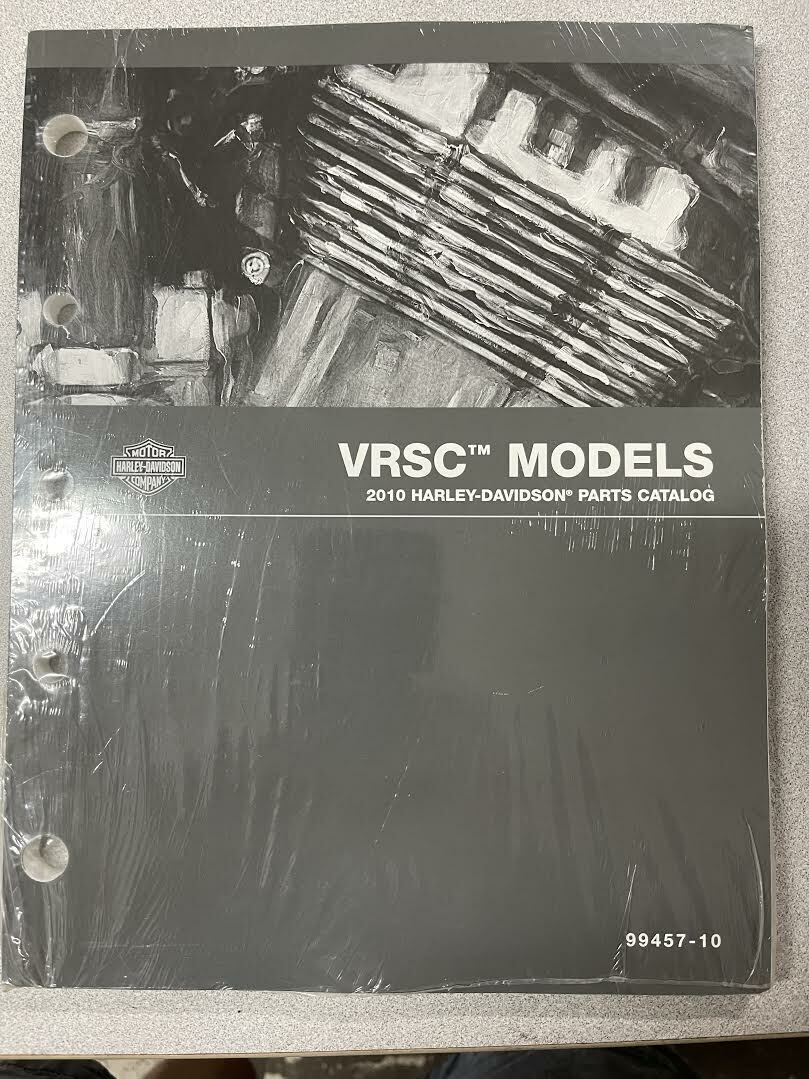 MOTOR
HARLEY-DAVIDSON
COMPANY
VRSC™ MODELS
2010 HARLEY-DAVIDSON® PARTS CATALOG
99457-10